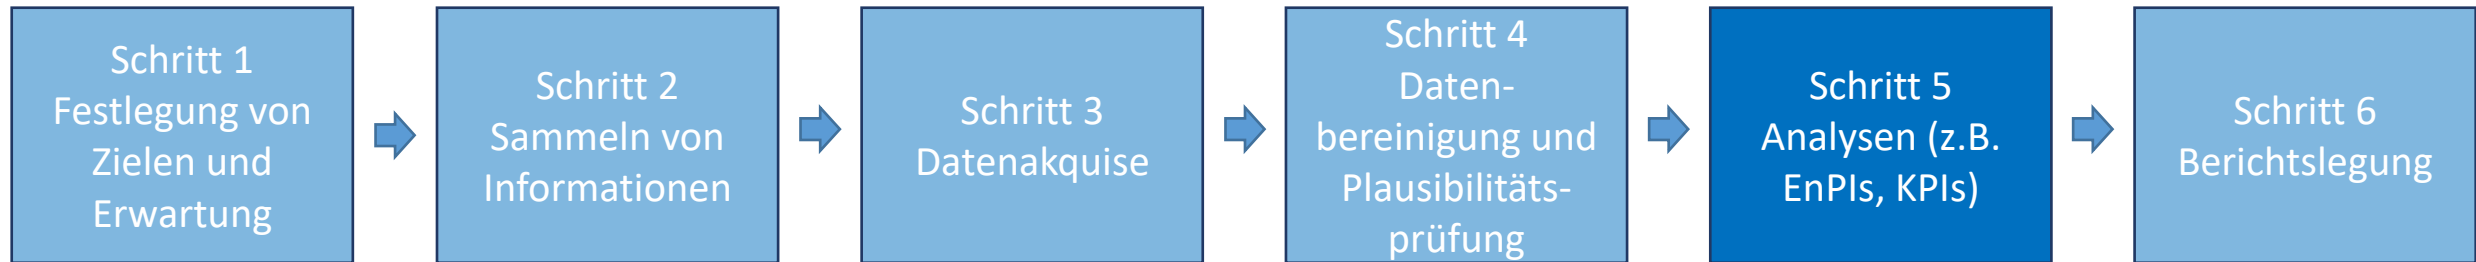 Schritt 1
Festlegung von
Zielen und
Erwartung
Schritt 2
Sammeln von
Informationen
Schritt 3
Datenakquise
Schritt 4
Daten-
bereinigung und
Plausibilitäts-
prüfung
Schritt 5
Analysen (z.B.
EnPIs, KPIs)
Schritt 6
Berichtslegung